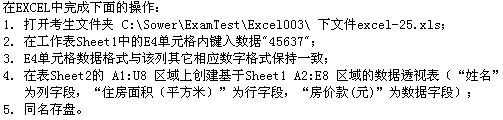 在EXCEL中完成下面的操作:
1. 打开考生文件夹 C:\Sower\ExamTest\Excel003\ 下文件excel-25.xls;
2. 在工作表Sheet1中的E4单元格内键入数据"45637";
3. E4单元格数据格式与该列其它相应数字格式保持一致;
4. 在表Sheet2的 A1:U8 区域上创建基于Sheet1 A2:E8 区域的数据透视表(“姓名”
为列字段,“住房面积(平方米)”为行字段,“房价款(元)”为数据字段);
5. 同名存盘。